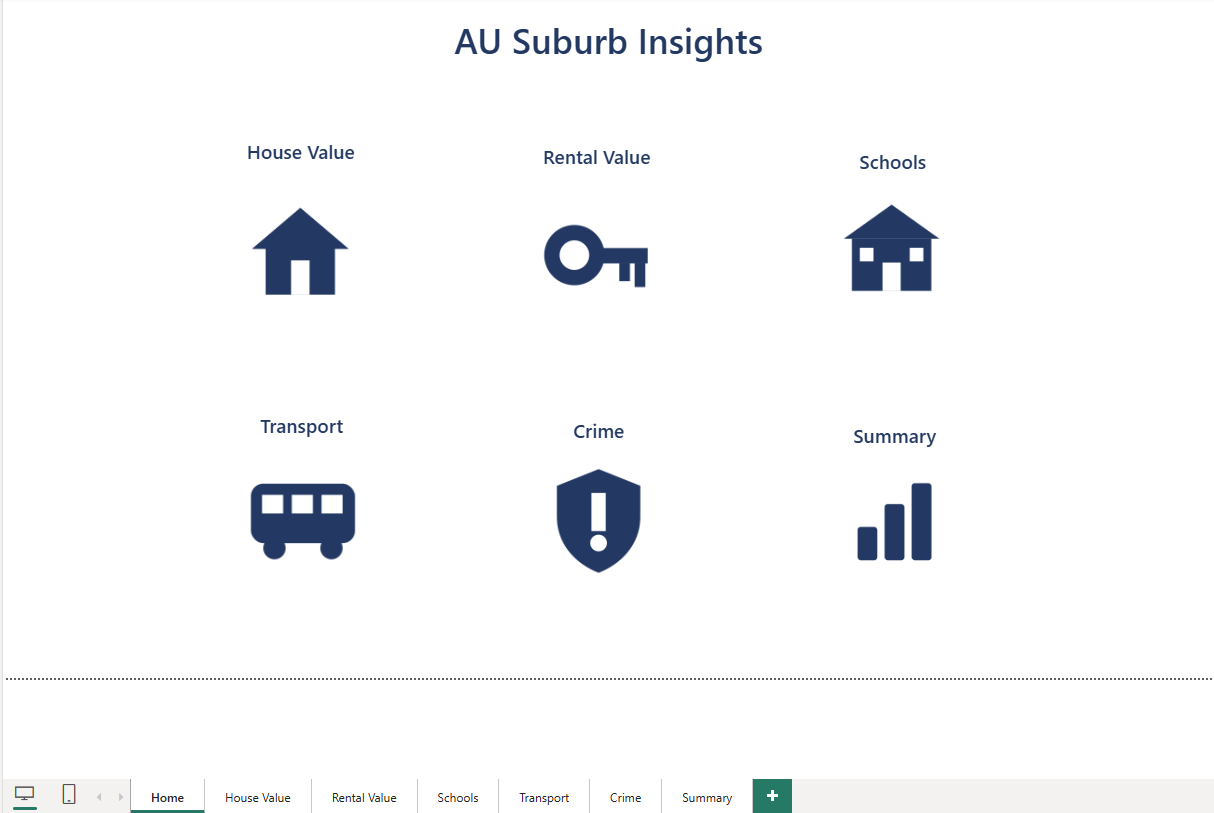 AU Suburb Insights
House Value
Rental Value
Schools
Transport
Crime
Summary
Home
House Value
Rental Value
Schools
Transport
Crime
Summary